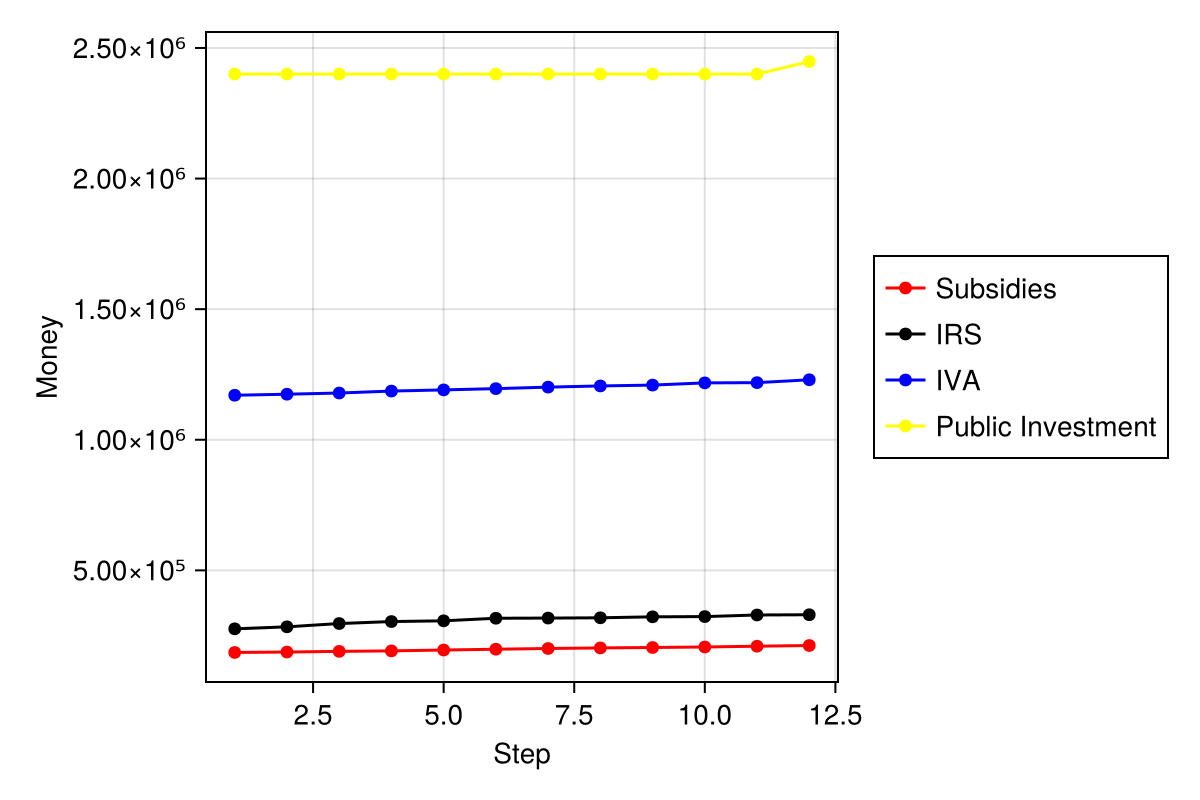 2.50×10⁶
2.00×10⁶
1.50×10⁶
1.00×10⁶
5.00×10⁵
Money
2.5 5.0 7.5 10.0 12.5
Step
Subsidies
IRS
IVA
Public Investment